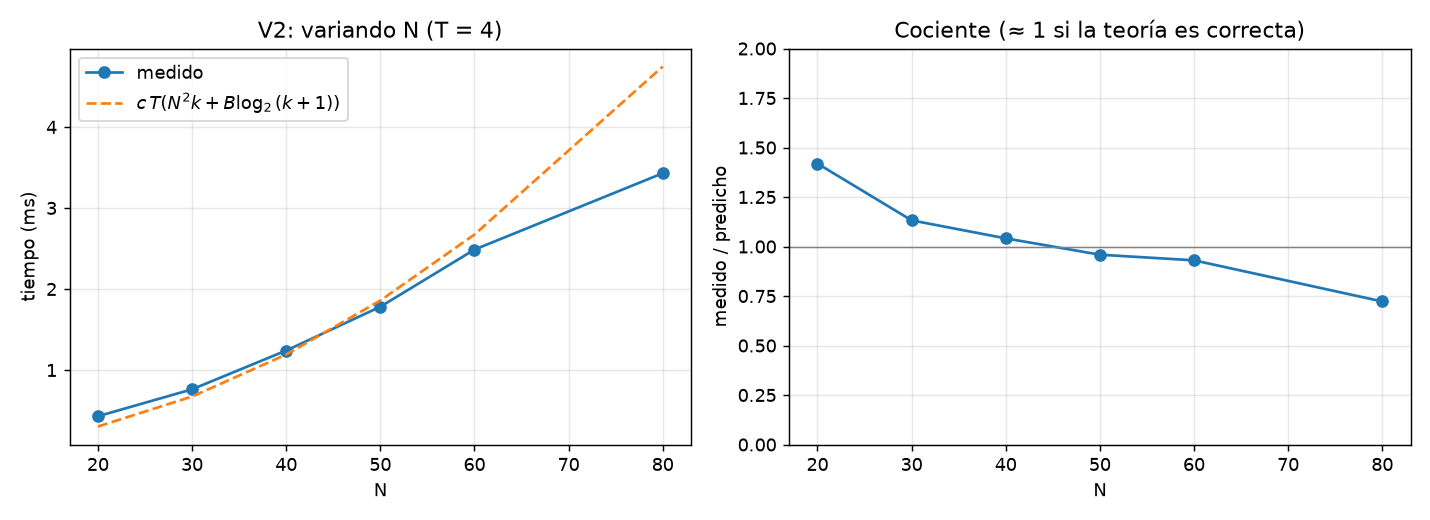 V2: variando N (T = 4)
medido
c T(N²k + B log₂ (k + 1))
tiempo (ms)
4
3
2
1
20 30 40 50 60 70 80
N
Cociente (≈ 1 si la teoría es correcta)
medido / predicho
2.00
1.75
1.50
1.25
1.00
0.75
0.50
0.25
0.00
20 30 40 50 60 70 80
N